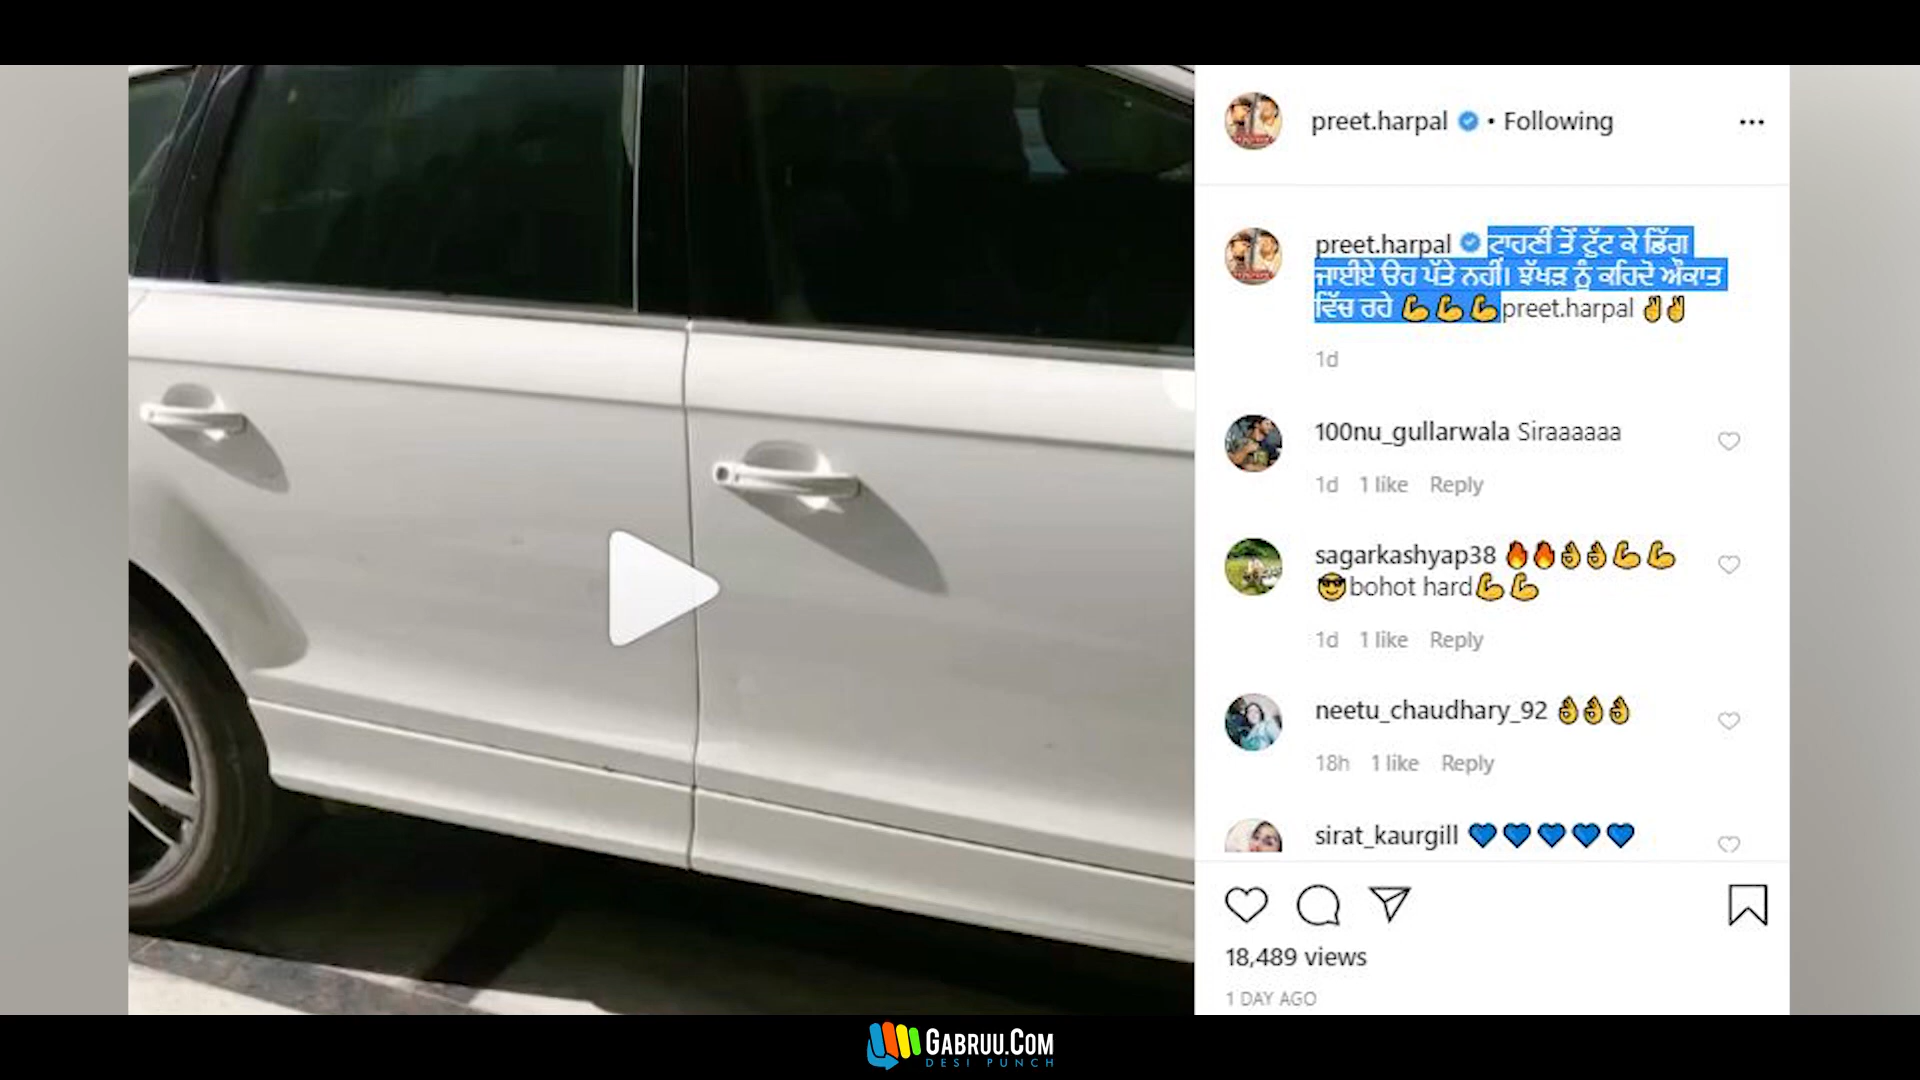 preet.harpal • Following
preet.harpal ਟਾਹਣੀ ਤੋਂ ਟੁੱਟ ਕੇ ਡਿੱਗ
ਜਾਈਏ ਉਹ ਪੱਤੇ ਨਹੀਂ। ਝੱਖੜ ਨੂੰ ਕਹਿਦੋ ਔਕਾਤ
ਵਿੱਚ ਰਹੇ 💪💪💪preet.harpal ✌✌
1d
100nu_gullarwala Siraaaaaa
1d 1 like Reply
sagarkashyap38 🔥🔥👌👌💪💪
😎bohot hard💪💪
1d 1 like Reply
neetu_chaudhary_92 👌👌👌
18h 1 like Reply
sirat_kaurgill 💙💙💙💙💙
18,489 views
1 DAY AGO
GABRUU.COM
DESI PUNCH